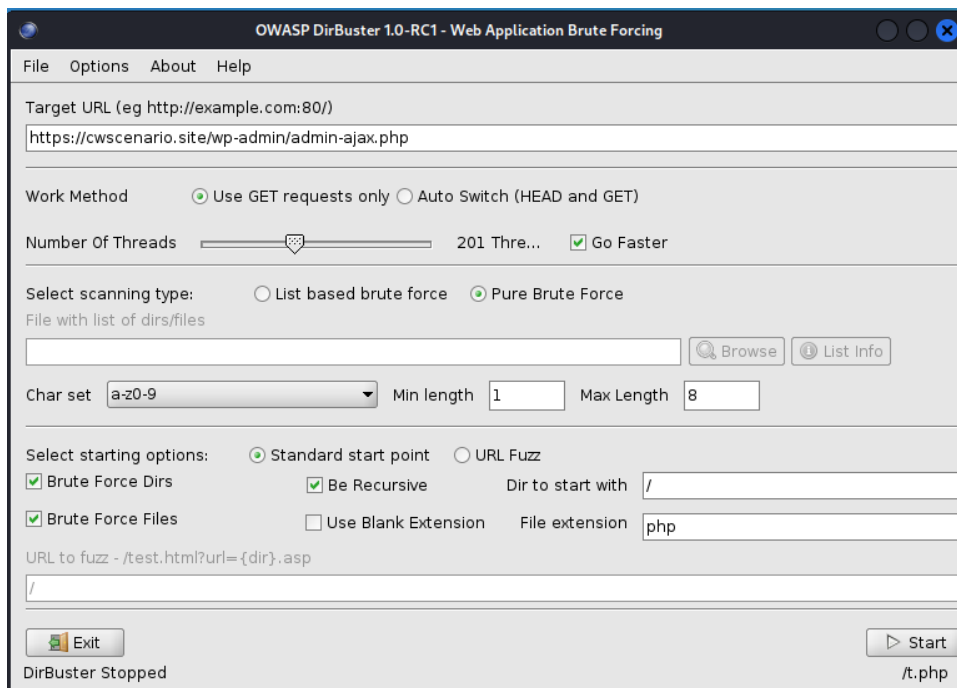 OWASP DirBuster 1.0-RC1 - Web Application Brute Forcing
File Options About Help
Target URL (eg http://example.com:80/)
https://cwscenario.site/wp-admin/admin-ajax.php
Work Method Use GET requests only Auto Switch (HEAD and GET)
Number Of Threads 201 Thre... Go Faster
Select scanning type: List based brute force Pure Brute Force
File with list of dirs/files
Browse List Info
Char set a-z0-9 Min length 1 Max Length 8
Select starting options: Standard start point URL Fuzz
Brute Force Dirs Be Recursive Dir to start with /
Brute Force Files Use Blank Extension File extension php
URL to fuzz - /test.html?url={dir}.asp
/
Exit Start
DirBuster Stopped /t.php